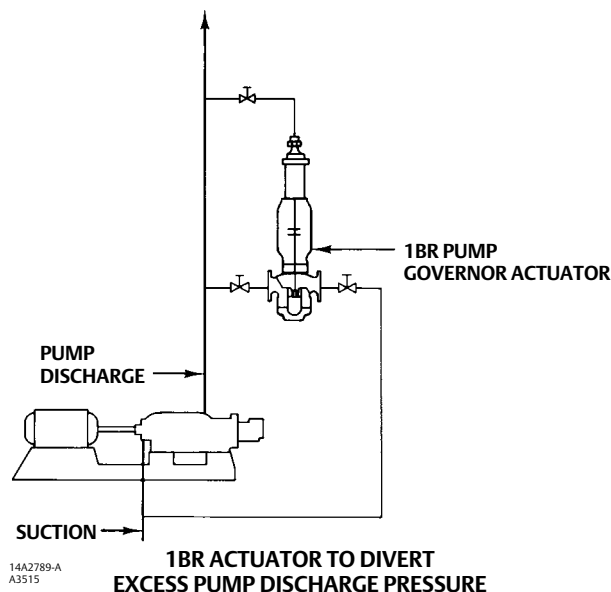 1BR PUMP
GOVERNOR ACTUATOR
PUMP
DISCHARGE
SUCTION
14A2789-A
A3515
1BR ACTUATOR TO DIVERT
EXCESS PUMP DISCHARGE PRESSURE